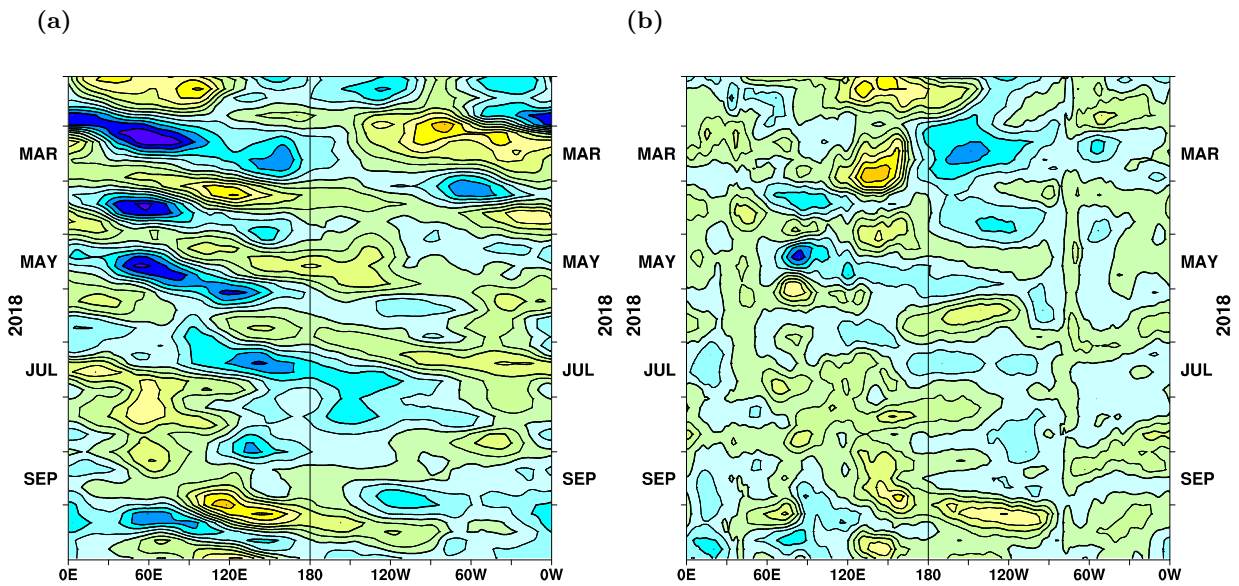 (a) (b)
MAR MAR MAR MAR
MAY MAY MAY MAY
2018 2018 2018 2018
JUL JUL JUL JUL
SEP SEP SEP SEP
0E 60E 120E 180 120W 60W 0W 0E 60E 120E 180 120W 60W 0W